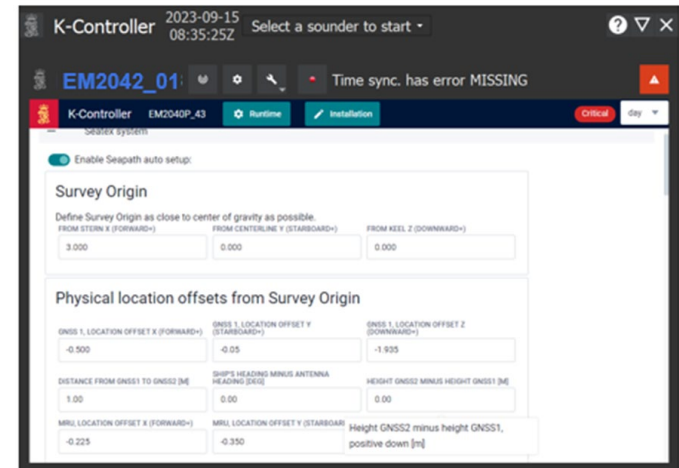 K-Controller
2023-09-15
08:35:25Z
Select a sounder to start
EM2042_01
Time sync. has error MISSING
K-Controller
EM2040P_43
Runtime
Installation
Critical
day
Seatex system
Enable Seapath auto setup:
Survey Origin
Define Survey Origin as close to center of gravity as possible.
FROM STERN X (FORWARD+)
FROM CENTERLINE Y (STARBOARD+)
FROM KEEL Z (DOWNWARD+)
3.000
0.000
0.000
Physical location offsets from Survey Origin
GNSS 1, LOCATION OFFSET X (FORWARD+)
GNSS 1, LOCATION OFFSET Y
(STARBOARD+)
GNSS 1, LOCATION OFFSET Z
(DOWNWARD+)
-0.500
-0.05
-1.935
DISTANCE FROM GNSS1 TO GNSS2 [M]
SHIP'S HEADING MINUS ANTENNA
HEADING [DEG]
HEIGHT GNSS2 MINUS HEIGHT GNSS1 [M]
1.00
0.00
0.00
MRU, LOCATION OFFSET X (FORWARD+)
MRU, LOCATION OFFSET Y (STARBOARD
-0.225
-0.350
Height GNSS2 minus height GNSS1,
positive down [m]